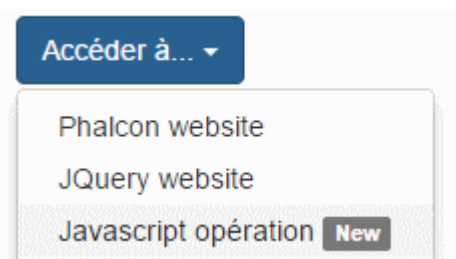 Accéder à...
Phalcon website
JQuery website
Javascript opération New